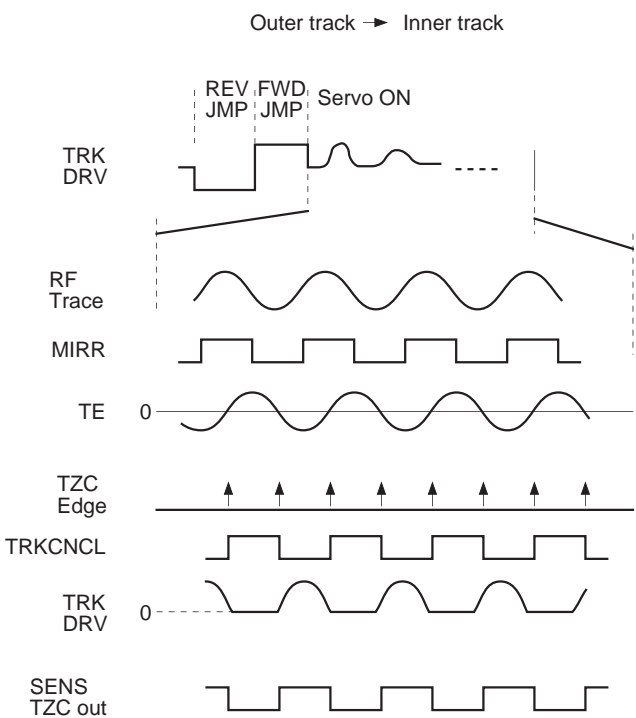 Outer track → Inner track
REV FWD
JMP JMP
Servo ON
TRK
DRV
RF
Trace
MIRR
TE
0
TZC
Edge
TRKCNCL
TRK
DRV
0
SENS
TZC out